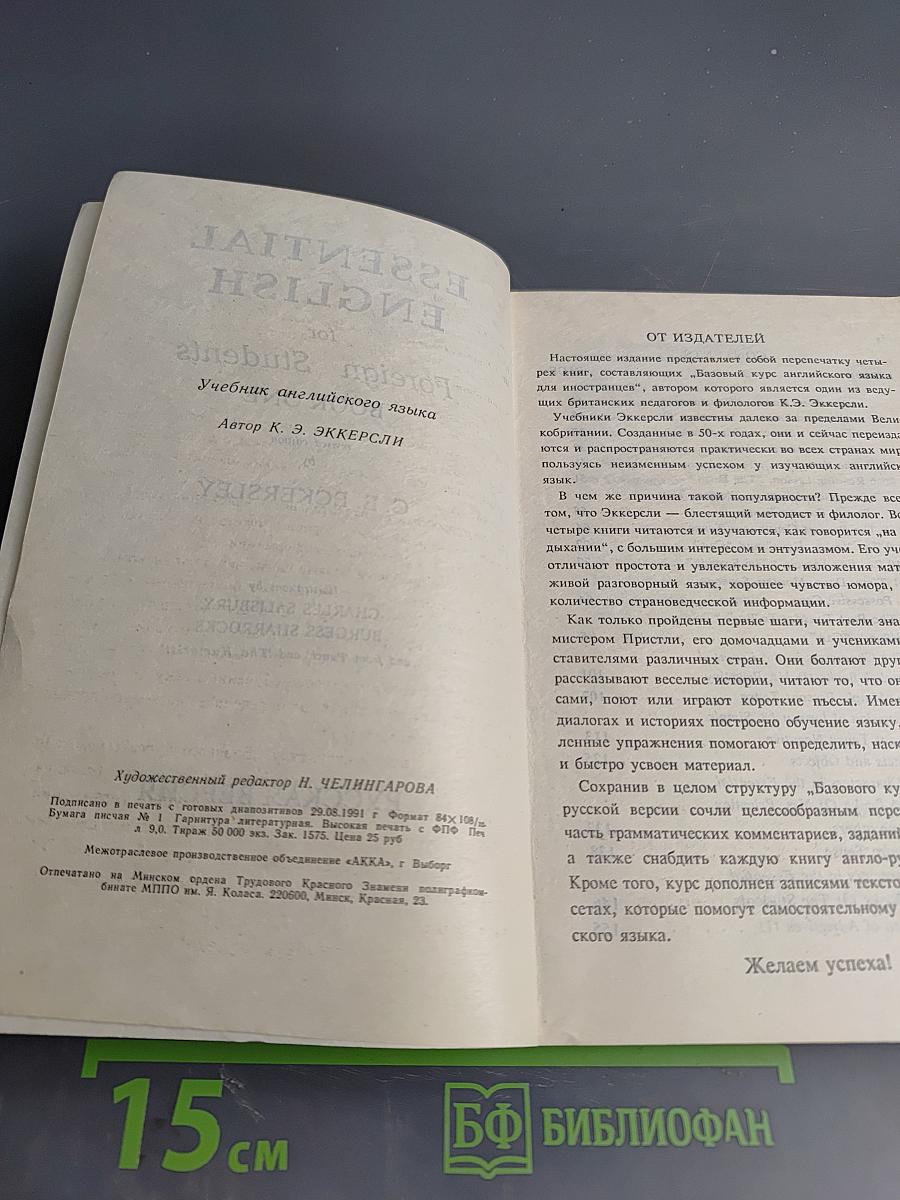 Учебник английского языка
Автор К. Э. ЭККЕРСЛИ
Художественный редактор Н. ЧЕЛИНГАРОВА
Подписано в печать с готовых диапозитивов 29.08.1991 г Формат 84×108/
Бумага писчая № 1 Гарнитура литературная. Высокая печать с ФПФ Печ
л 9,0. Тираж 50 000 экз. Зак. 1575. Цена 25 руб
Межотраслевое производственное объединение «АККА», г Выборг
Отпечатано на Минском ордена Трудового Красного Знамени полиграфком-
бинате МППО им. Я. Коласа. 220600, Минск, Красная, 23.
ОТ ИЗДАТЕЛЕЙ
Настоящее издание представляет собой перепечатку четы-
рех книг, составляющих „Базовый курс английского языка
для иностранцев“, автором которого является один из веду-
щих британских педагогов и филологов К.Э. Эккерсли.
Учебники Эккерсли известны далеко за пределами Вели
кобритании. Созданные в 50-х годах, они и сейчас переизда
ются и распространяются практически во всех странах мир
пользуясь неизменным успехом у изучающих английск
язык.
В чем же причина такой популярности? Прежде все
том, что Эккерсли — блестящий методист и филолог. Вс
четыре книги читаются и изучаются, как говорится „на
дыхании“, с большим интересом и энтузиазмом. Его уче
отличают простота и увлекательность изложения мат
живой разговорный язык, хорошее чувство юмора,
количество страноведческой информации.
Как только пройдены первые шаги, читатели зна
мистером Пристли, его домочадцами и учениками
ставителями различных стран. Они болтают друг
рассказывают веселые истории, читают то, что он
сами, поют или играют короткие пьесы. Имен
диалогах и историях построено обучение языку.
ленные упражнения помогают определить, наск
и быстро усвоен материал.
Сохранив в целом структуру „Базового ку
русской версии сочли целесообразным пере
часть грамматических комментариев, заданий
а также снабдить каждую книгу англо-ру
Кроме того, курс дополнен записями тексто
сетах, которые помогут самостоятельному
ского языка.
Желаем успеха!
15 см
БФ БИБЛИОФАН